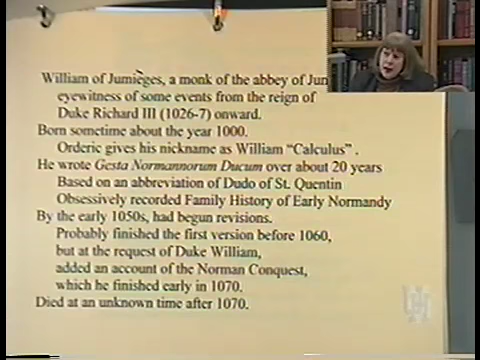 William of Jumièges, a monk of the abbey of Jun
eyewitness of some events from the reign of
Duke Richard III (1026-7) onward.
Born sometime about the year 1000.
Orderic gives his nickname as William “Calculus” .
He wrote Gesta Normannorum Ducum over about 20 years
Based on an abbreviation of Dudo of St. Quentin
Obsessively recorded Family History of Early Normandy
By the early 1050s, had begun revisions.
Probably finished the first version before 1060,
but at the request of Duke William,
added an account of the Norman Conquest,
which he finished early in 1070.
Died at an unknown time after 1070.